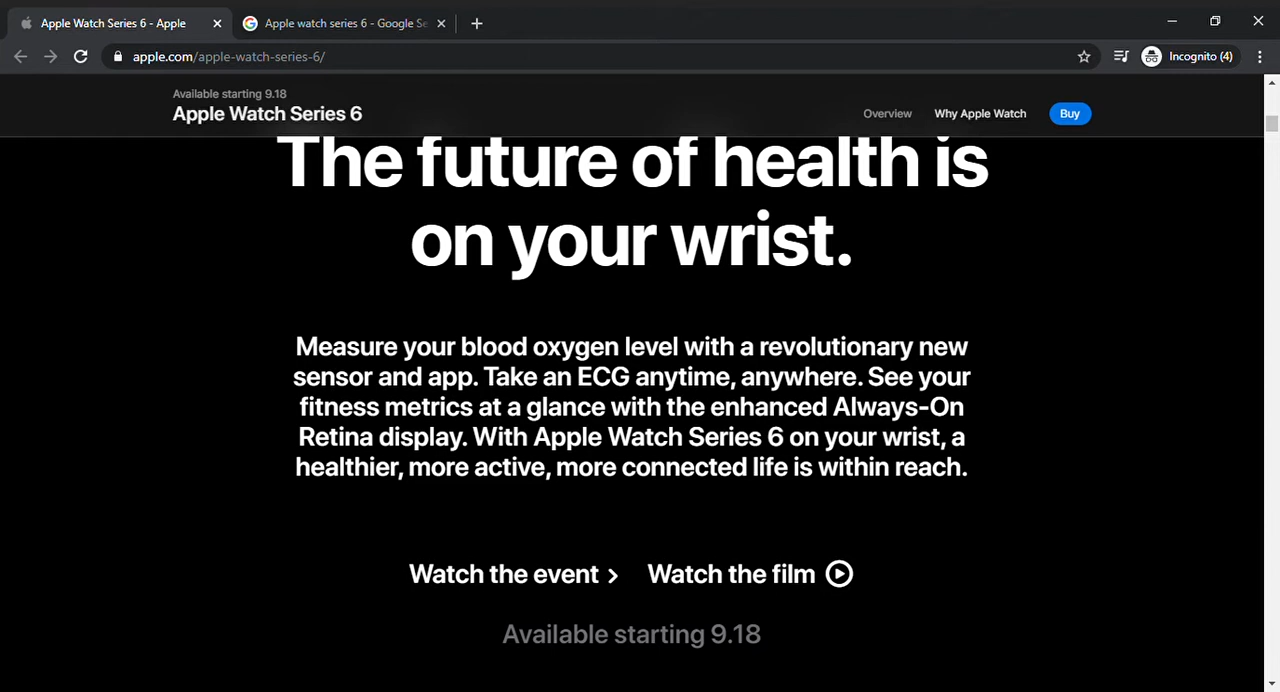 Apple Watch Series 6 - Apple
Apple watch series 6 - Google Se
apple.com/apple-watch-series-6/
Incognito (4)
Available starting 9.18
Apple Watch Series 6
Overview
Why Apple Watch
Buy
The future of health is
on your wrist.
Measure your blood oxygen level with a revolutionary new
sensor and app. Take an ECG anytime, anywhere. See your
fitness metrics at a glance with the enhanced Always-On
Retina display. With Apple Watch Series 6 on your wrist, a
healthier, more active, more connected life is within reach.
Watch the event
Watch the film
Available starting 9.18